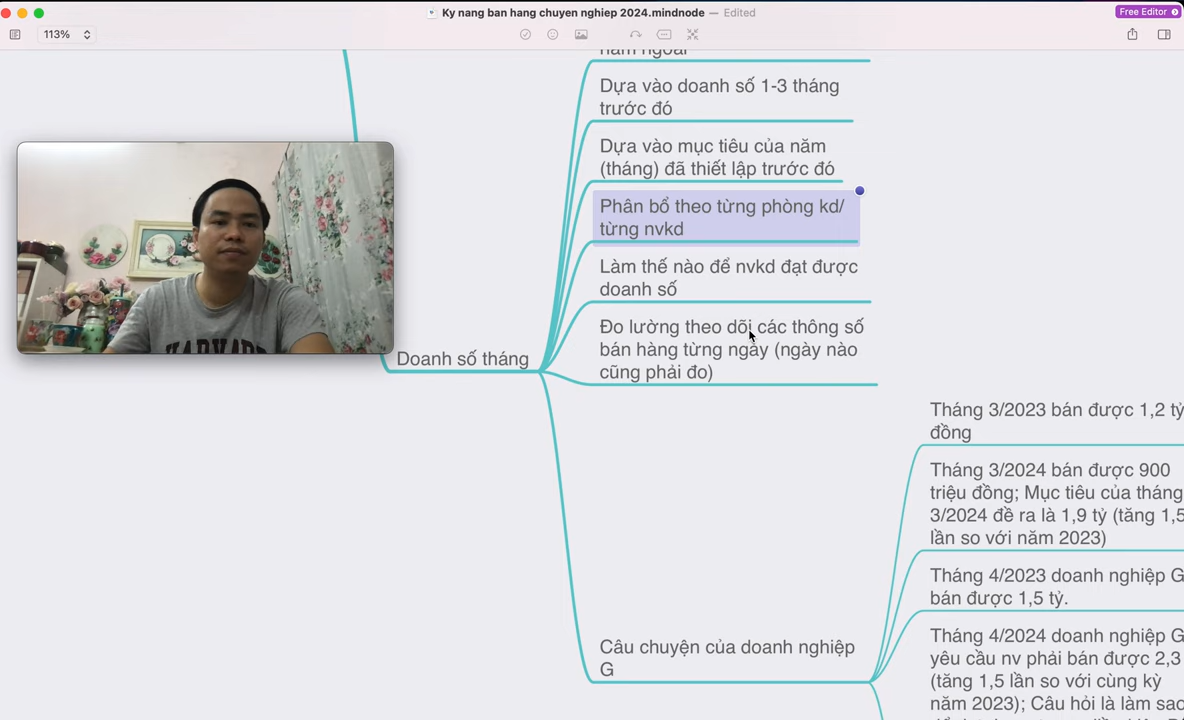 Ky nang ban hang chuyen nghiep 2024.mindnode — Edited
Free Editor
113%
năm ngoái
Dựa vào doanh số 1-3 tháng
trước đó
Dựa vào mục tiêu của năm
(tháng) đã thiết lập trước đó
Phân bổ theo từng phòng kd/
từng nvkd
Làm thế nào để nvkd đạt được
doanh số
Đo lường theo dõi các thông số
bán hàng từng ngày (ngày nào
cũng phải đo)
Doanh số tháng
Câu chuyện của doanh nghiệp
G
Tháng 3/2023 bán được 1,2 tỷ
đồng
Tháng 3/2024 bán được 900
triệu đồng; Mục tiêu của tháng
3/2024 đề ra là 1,9 tỷ (tăng 1,5
lần so với năm 2023)
Tháng 4/2023 doanh nghiệp G
bán được 1,5 tỷ.
Tháng 4/2024 doanh nghiệp G
yêu cầu nv phải bán được 2,3
(tăng 1,5 lần so với cùng kỳ
năm 2023); Câu hỏi là làm sao